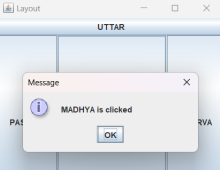 Layout
UTTAR
Message
MADHYA is clicked
PAS
RVA
OK